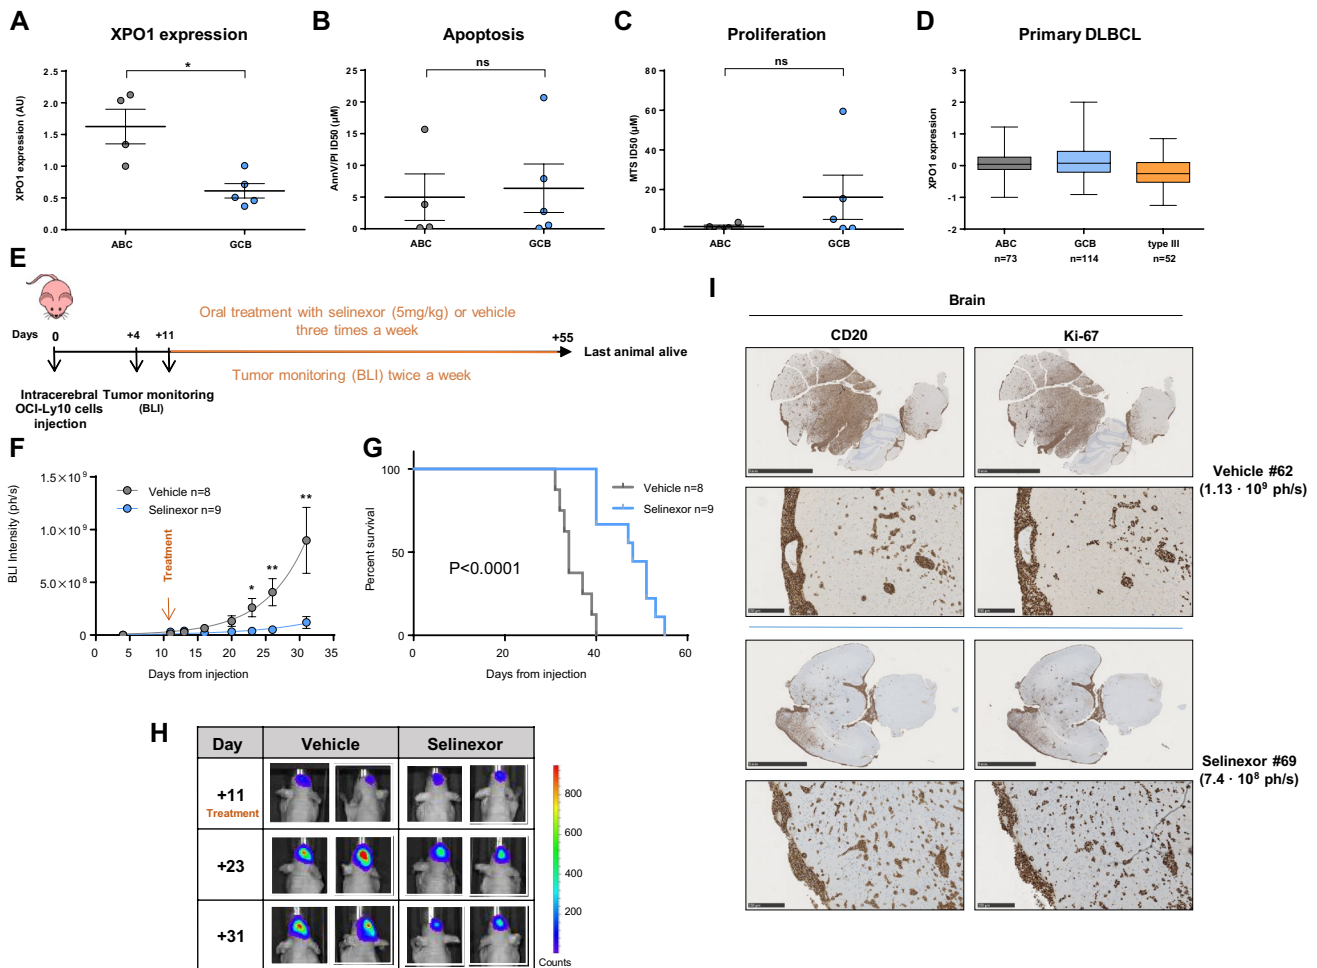 A
XPO1 expression
XPO1 expression (AU)
2.5
2.0
1.5
1.0
0.5
0.0
*
ABC
GCB
B
Apoptosis
AnnV/PI ID50 (µM)
25
20
15
10
5
0
ns
ABC
GCB
C
Proliferation
MTS ID50 (µM)
80
60
40
20
0
ns
ABC
GCB
D
Primary DLBCL
XPO1 expression
3
2
1
0
-1
-2
ABC
GCB
type III
n=73
n=114
n=52
E
Oral treatment with selinexor (5mg/kg) or vehicle
three times a week
Days
0
+4
+11
+55
Last animal alive
Tumor monitoring (BLI) twice a week
Intracerebral
OCI-Ly10 cells
injection
Tumor monitoring
(BLI)
F
BLI Intensity (ph/s)
1.5×10⁹
1.0×10⁹
5.0×10⁸
0
Vehicle n=8
Selinexor n=9
Treatment
*
**
**
0
5
10
15
20
25
30
35
Days from injection
G
Percent survival
100
50
0
Vehicle n=8
Selinexor n=9
P<0.0001
0
20
40
60
Days from injection
H
Day
Vehicle
Selinexor
+11
Treatment
+23
+31
800
600
400
200
Counts
I
Brain
CD20
Ki-67
Vehicle #62
(1.13 · 10⁹ ph/s)
Selinexor #69
(7.4 · 10⁸ ph/s)